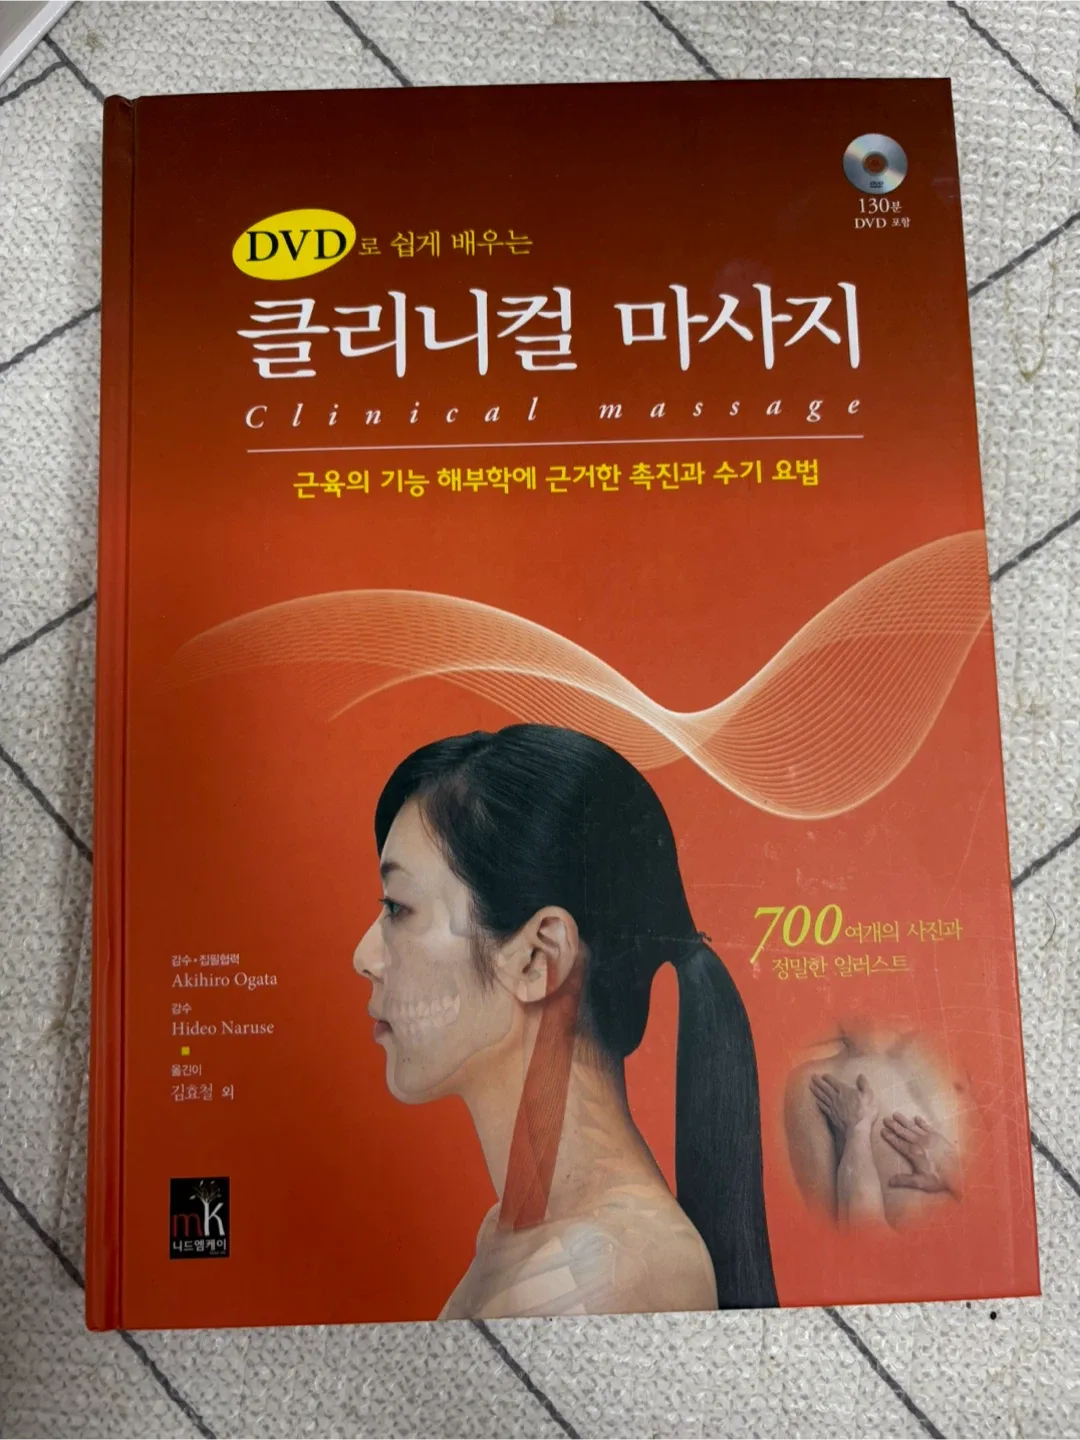 130분
DVD 포함
DVD로 쉽게 배우는
클리니컬 마사지
Clinical massage
근육의 기능 해부학에 근거한 촉진과 수기 요법
700여개의 사진과
정밀한 일러스트
감수·집필협력
Akihiro Ogata
감수
Hideo Naruse
옮긴이
김효철 외
mK
니드엠케이